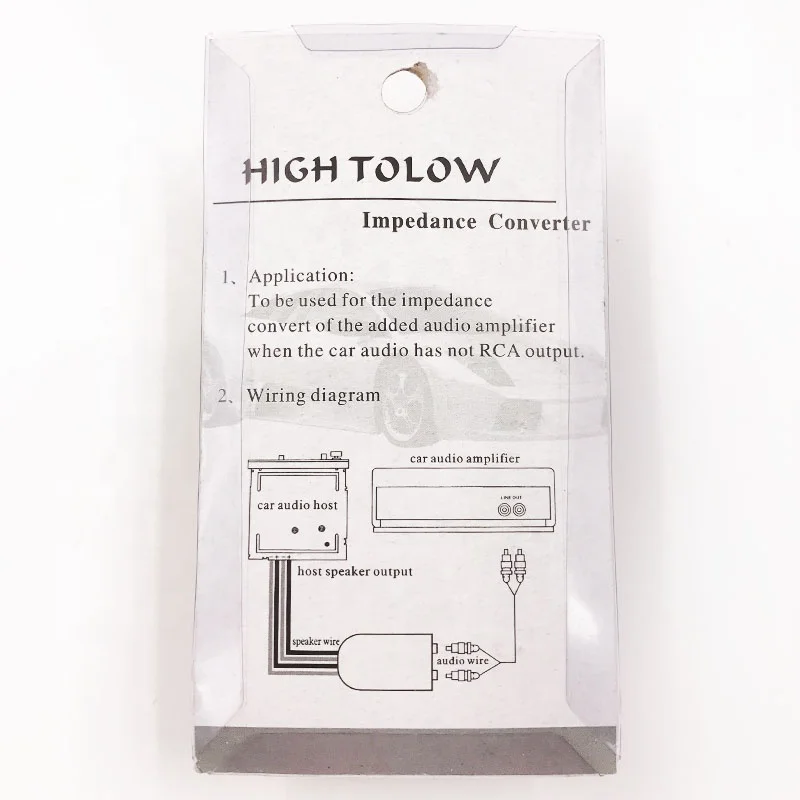 HIGH TOLOW
Impedance Converter
1、Application:
To be used for the impedance
convert of the added audio amplifier
when the car audio has not RCA output.
2、Wiring diagram
car audio amplifier
LINE OUT
car audio host
host speaker output
speaker wire
audio wire